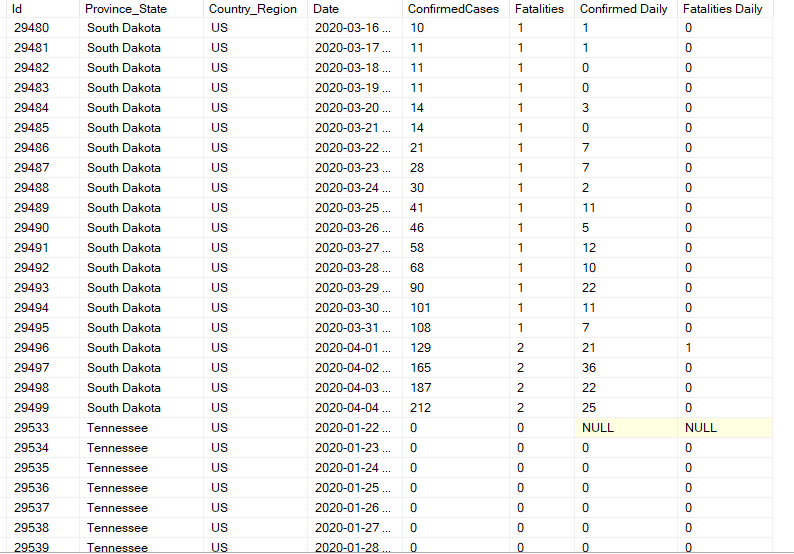 Id Province_State Country_Region Date ConfirmedCases Fatalities Confirmed Daily Fatalities Daily
29480 South Dakota US 2020-03-16 ... 10 1 1 0
29481 South Dakota US 2020-03-17 ... 11 1 1 0
29482 South Dakota US 2020-03-18 ... 11 1 0 0
29483 South Dakota US 2020-03-19 ... 11 1 0 0
29484 South Dakota US 2020-03-20 ... 14 1 3 0
29485 South Dakota US 2020-03-21 ... 14 1 0 0
29486 South Dakota US 2020-03-22 ... 21 1 7 0
29487 South Dakota US 2020-03-23 ... 28 1 7 0
29488 South Dakota US 2020-03-24 ... 30 1 2 0
29489 South Dakota US 2020-03-25 ... 41 1 11 0
29490 South Dakota US 2020-03-26 ... 46 1 5 0
29491 South Dakota US 2020-03-27 ... 58 1 12 0
29492 South Dakota US 2020-03-28 ... 68 1 10 0
29493 South Dakota US 2020-03-29 ... 90 1 22 0
29494 South Dakota US 2020-03-30 ... 101 1 11 0
29495 South Dakota US 2020-03-31 ... 108 1 7 0
29496 South Dakota US 2020-04-01 ... 129 2 21 1
29497 South Dakota US 2020-04-02 ... 165 2 36 0
29498 South Dakota US 2020-04-03 ... 187 2 22 0
29499 South Dakota US 2020-04-04 ... 212 2 25 0
29533 Tennessee US 2020-01-22 ... 0 0 NULL NULL
29534 Tennessee US 2020-01-23 ... 0 0 0 0
29535 Tennessee US 2020-01-24 ... 0 0 0 0
29536 Tennessee US 2020-01-25 ... 0 0 0 0
29537 Tennessee US 2020-01-26 ... 0 0 0 0
29538 Tennessee US 2020-01-27 ... 0 0 0 0
29539 Tennessee US 2020-01-28 ... 0 0 0 0